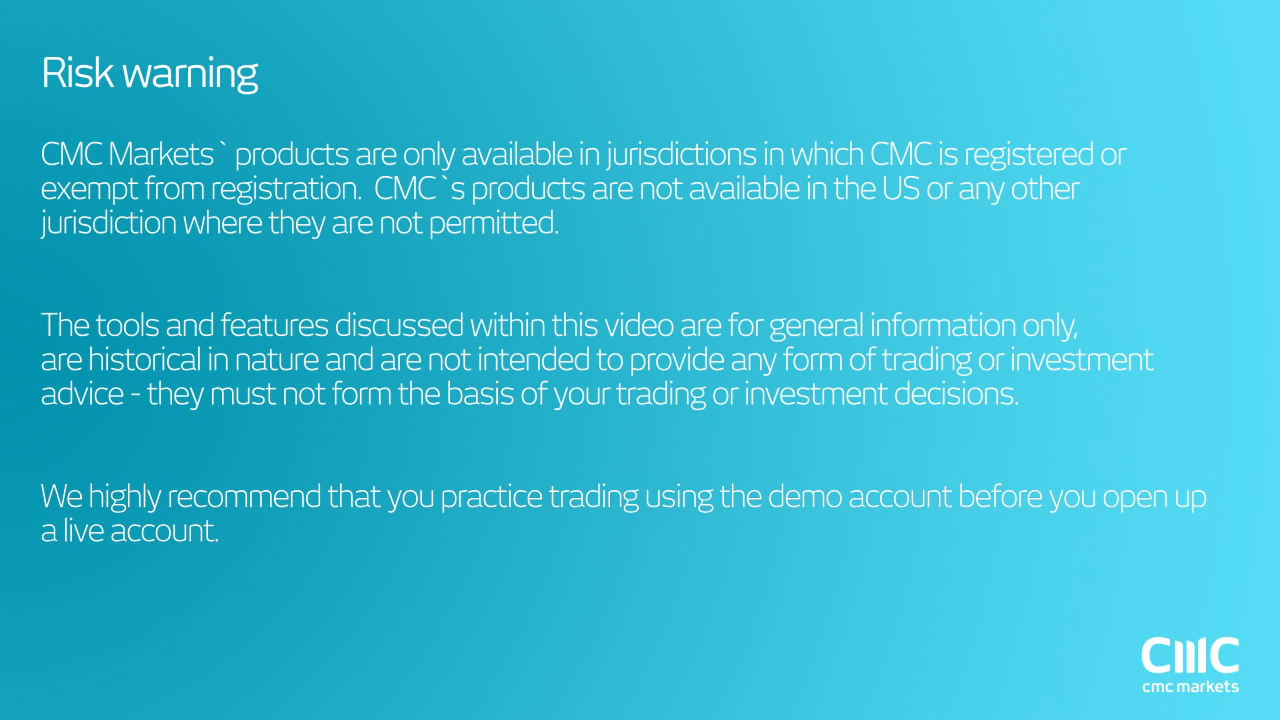 Risk warning
CMC Markets` products are only available in jurisdictions in which CMC is registered or
exempt from registration.  CMC`s products are not available in the US or any other
jurisdiction where they are not permitted.
The tools and features discussed within this video are for general information only,
are historical in nature and are not intended to provide any form of trading or investment
advice - they must not form the basis of your trading or investment decisions.
We highly recommend that you practice trading using the demo account before you open up
a live account.
CMC
cmc markets